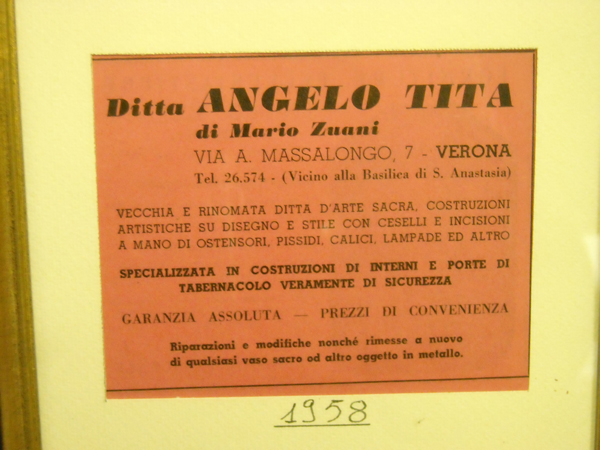 Ditta ANGELO TITA
di Mario Zuani
VIA A. MASSALONGO, 7 - VERONA
Tel. 26.574 - (Vicino alla Basilica di S. Anastasia)
VECCHIA E RINOMATA DITTA D'ARTE SACRA, COSTRUZIONI
ARTISTICHE SU DISEGNO E STILE CON CESELLI E INCISIONI
A MANO DI OSTENSORI, PISSIDI, CALICI, LAMPADE ED ALTRO
SPECIALIZZATA IN COSTRUZIONI DI INTERNI E PORTE DI
TABERNACOLO VERAMENTE DI SICUREZZA
GARANZIA ASSOLUTA — PREZZI DI CONVENIENZA
Riparazioni e modifiche nonché rimesse a nuovo
di qualsiasi vaso sacro od altro oggetto in metallo.
1958